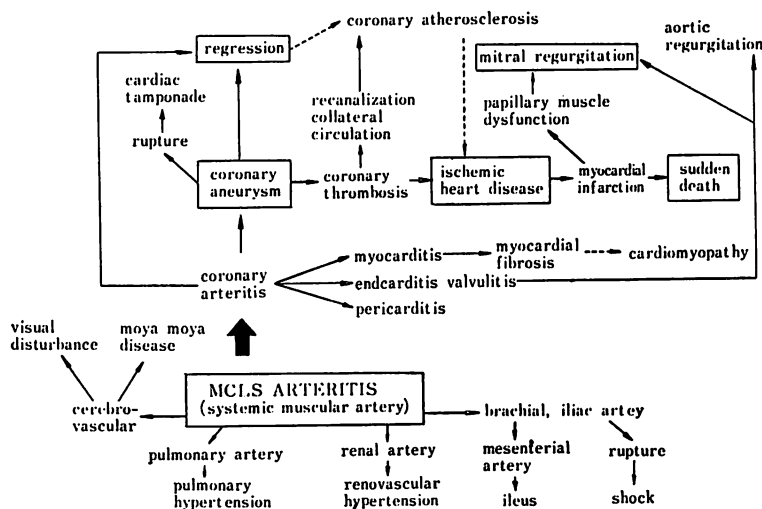 coronary atherosclerosis
aortic
regurgitation
regression
mitral regurgitation
cardiac
tamponade
recanalization
collateral
circulation
papillary muscle
dysfunction
rupture
coronary
aneurysm
coronary
thrombosis
ischemic
heart disease
myocardial
infarction
sudden
death
myocarditis
myocardial
fibrosis
cardiomyopathy
coronary
arteritis
endcarditis valvulitis
pericarditis
visual
disturbance
moya moya
disease
MCLS ARTERITIS
(systemic muscular artery)
cerebro-
vascular
brachial, iliac artey
pulmonary artery
renal artery
mesenterial
artery
rupture
pulmonary
hypertension
renovascular
hypertension
ileus
shock